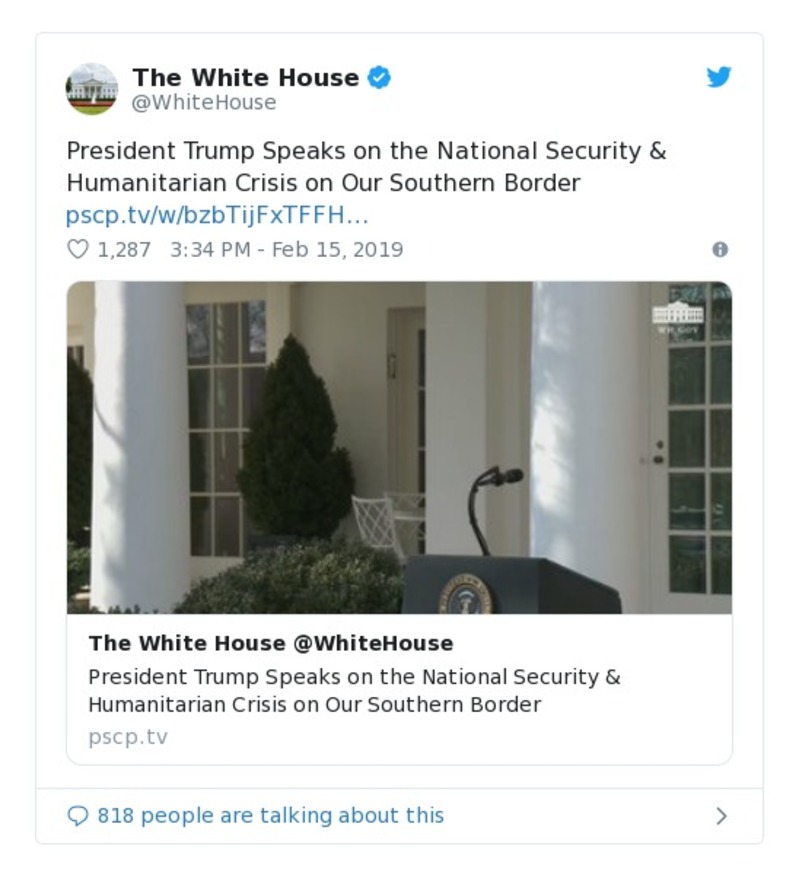 The White House
@WhiteHouse
President Trump Speaks on the National Security &
Humanitarian Crisis on Our Southern Border
pscp.tv/w/bzbTijFxTFFH…
1,287 3:34 PM - Feb 15, 2019
WH.GOV
The White House @WhiteHouse
President Trump Speaks on the National Security &
Humanitarian Crisis on Our Southern Border
pscp.tv
818 people are talking about this